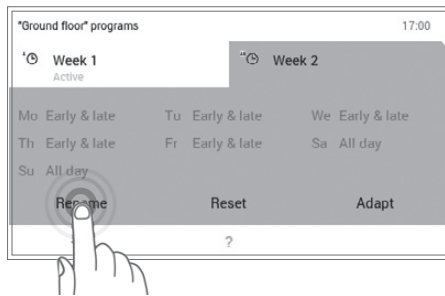 "Ground floor" programs 17:00
Week 1 Week 2
Active
Mo Early & late Tu Early & late We Early & late
Th Early & late Fr Early & late Sa All day
Su All day
Rename Reset Adapt
?